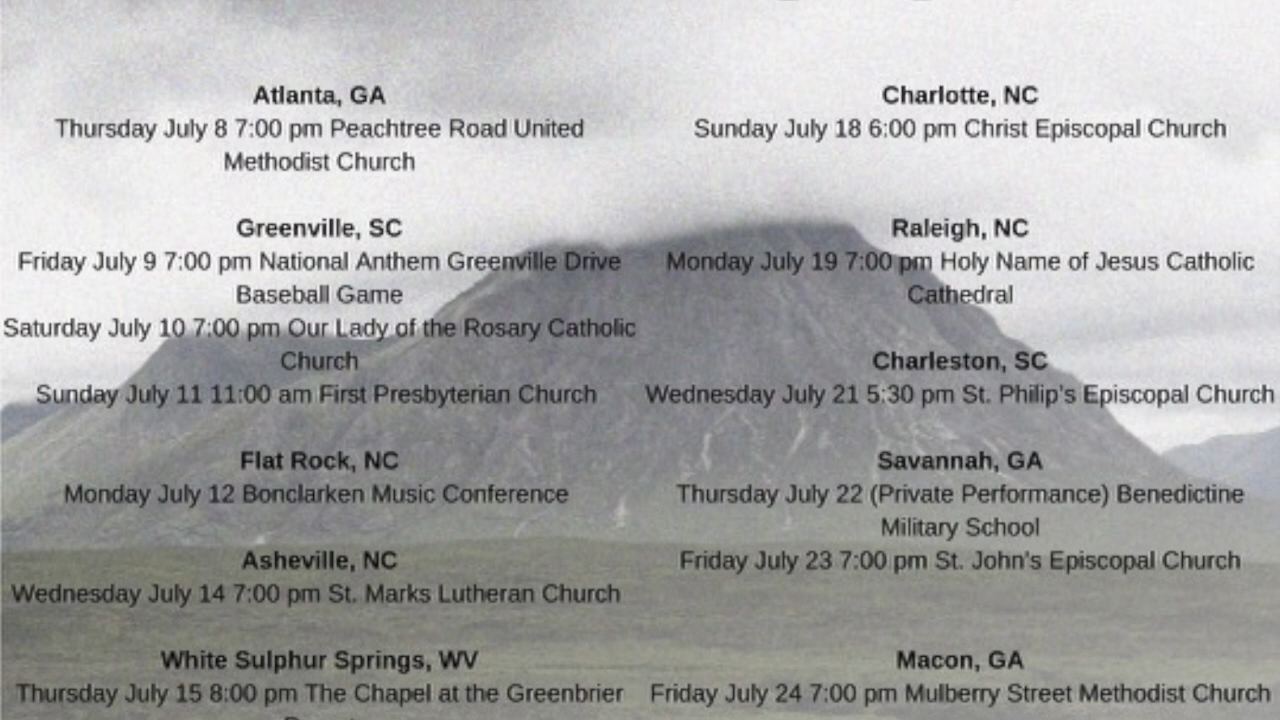 Atlanta, GA
Thursday July 8 7:00 pm Peachtree Road United
Methodist Church
Greenville, SC
Friday July 9 7:00 pm National Anthem Greenville Drive
Baseball Game
Saturday July 10 7:00 pm Our Lady of the Rosary Catholic
Church
Sunday July 11 11:00 am First Presbyterian Church
Flat Rock, NC
Monday July 12 Bonclarken Music Conference
Asheville, NC
Wednesday July 14 7:00 pm St. Marks Lutheran Church
White Sulphur Springs, WV
Thursday July 15 8:00 pm The Chapel at the Greenbrier
Charlotte, NC
Sunday July 18 6:00 pm Christ Episcopal Church
Raleigh, NC
Monday July 19 7:00 pm Holy Name of Jesus Catholic
Cathedral
Charleston, SC
Wednesday July 21 5:30 pm St. Philip's Episcopal Church
Savannah, GA
Thursday July 22 (Private Performance) Benedictine
Military School
Friday July 23 7:00 pm St. John's Episcopal Church
Macon, GA
Friday July 24 7:00 pm Mulberry Street Methodist Church